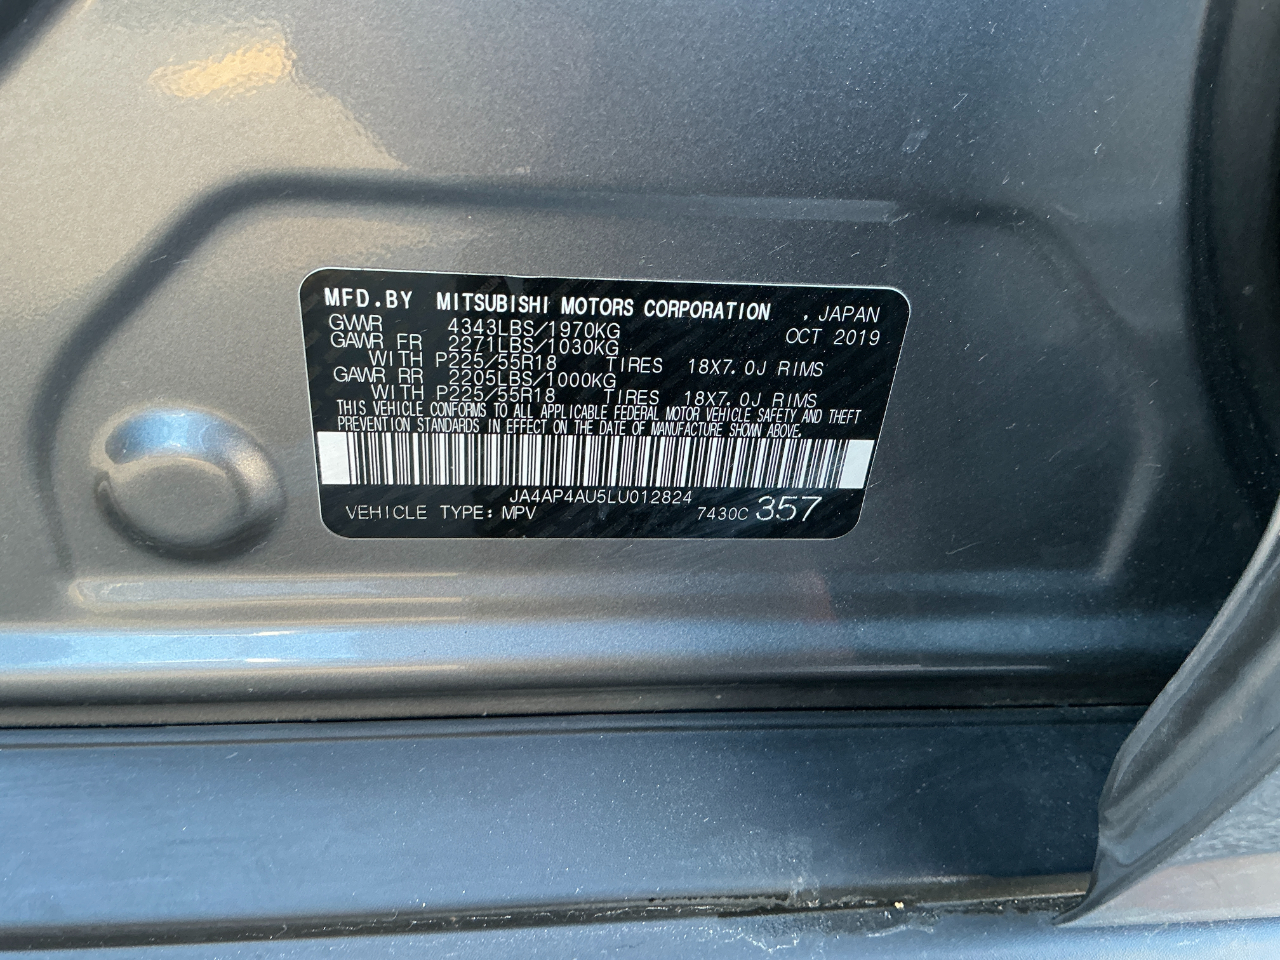 MFD.BY MITSUBISHI MOTORS CORPORATION , JAPAN
GVWR 4343LBS/1970KG OCT 2019
GAWR FR 2271LBS/1030KG
WITH P225/55R18 TIRES 18X7.0J RIMS
GAWR RR 2205LBS/1000KG
WITH P225/55R18 TIRES 18X7.0J RIMS
THIS VEHICLE CONFORMS TO ALL APPLICABLE FEDERAL MOTOR VEHICLE SAFETY AND THEFT
PREVENTION STANDARDS IN EFFECT ON THE DATE OF MANUFACTURE SHOWN ABOVE.
JA4AP4AU5LU012824
VEHICLE TYPE: MPV 7430C 357